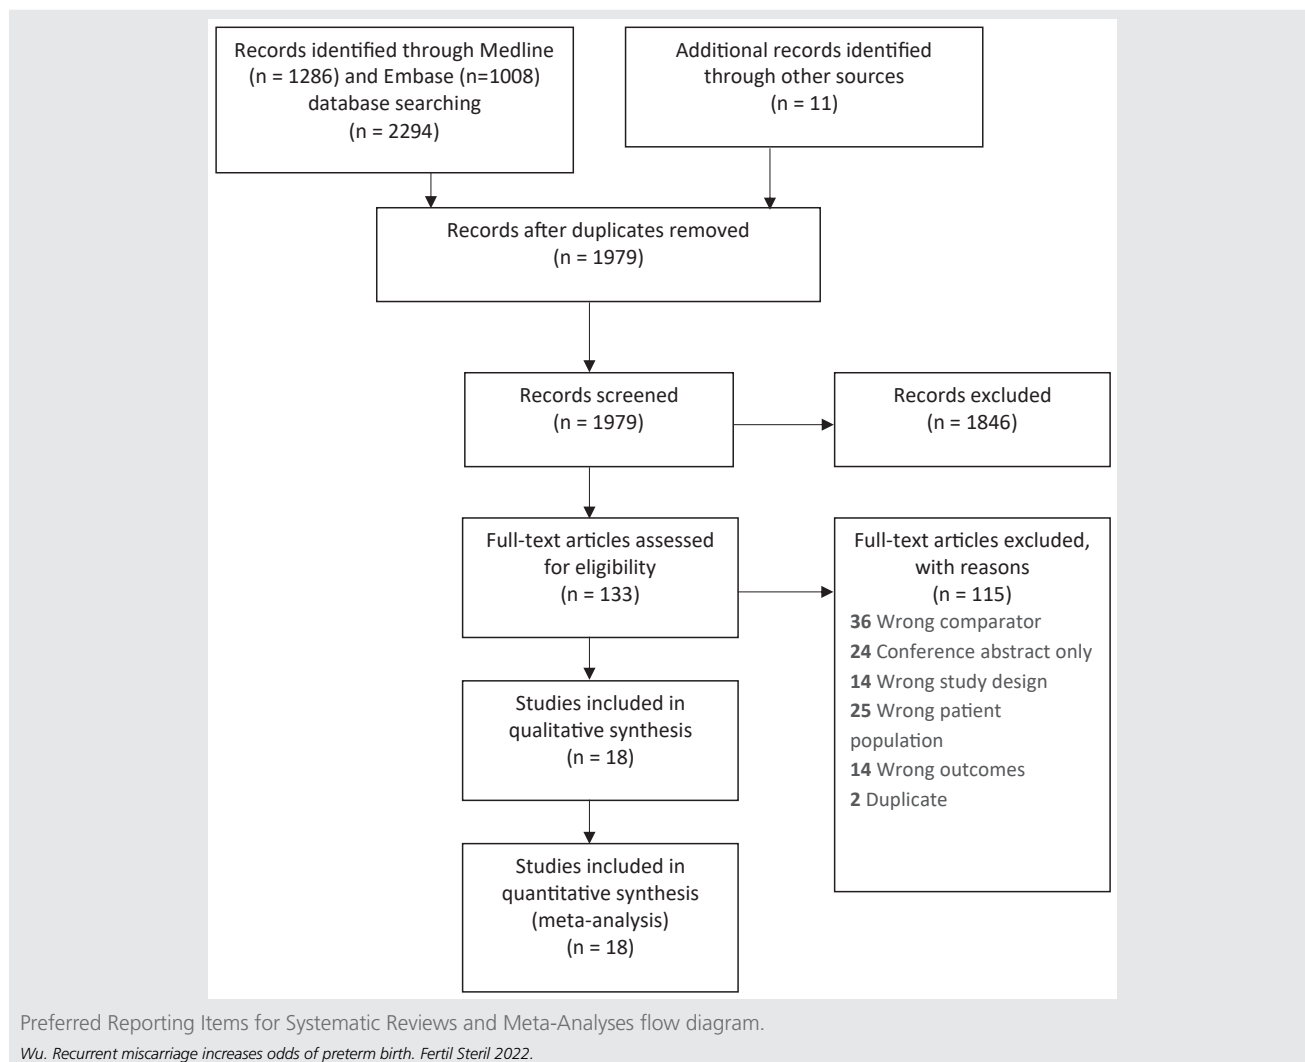 Records identified through Medline
(n = 1286) and Embase (n=1008)
database searching
(n = 2294)
Additional records identified
through other sources
(n = 11)
Records after duplicates removed
(n = 1979)
Records screened
(n = 1979)
Records excluded
(n = 1846)
Full-text articles assessed
for eligibility
(n = 133)
Full-text articles excluded,
with reasons
(n = 115)
36 Wrong comparator
24 Conference abstract only
14 Wrong study design
25 Wrong patient
population
14 Wrong outcomes
2 Duplicate
Studies included in
qualitative synthesis
(n = 18)
Studies included in
quantitative synthesis
(meta-analysis)
(n = 18)
Preferred Reporting Items for Systematic Reviews and Meta-Analyses flow diagram.
Wu. Recurrent miscarriage increases odds of preterm birth. Fertil Steril 2022.